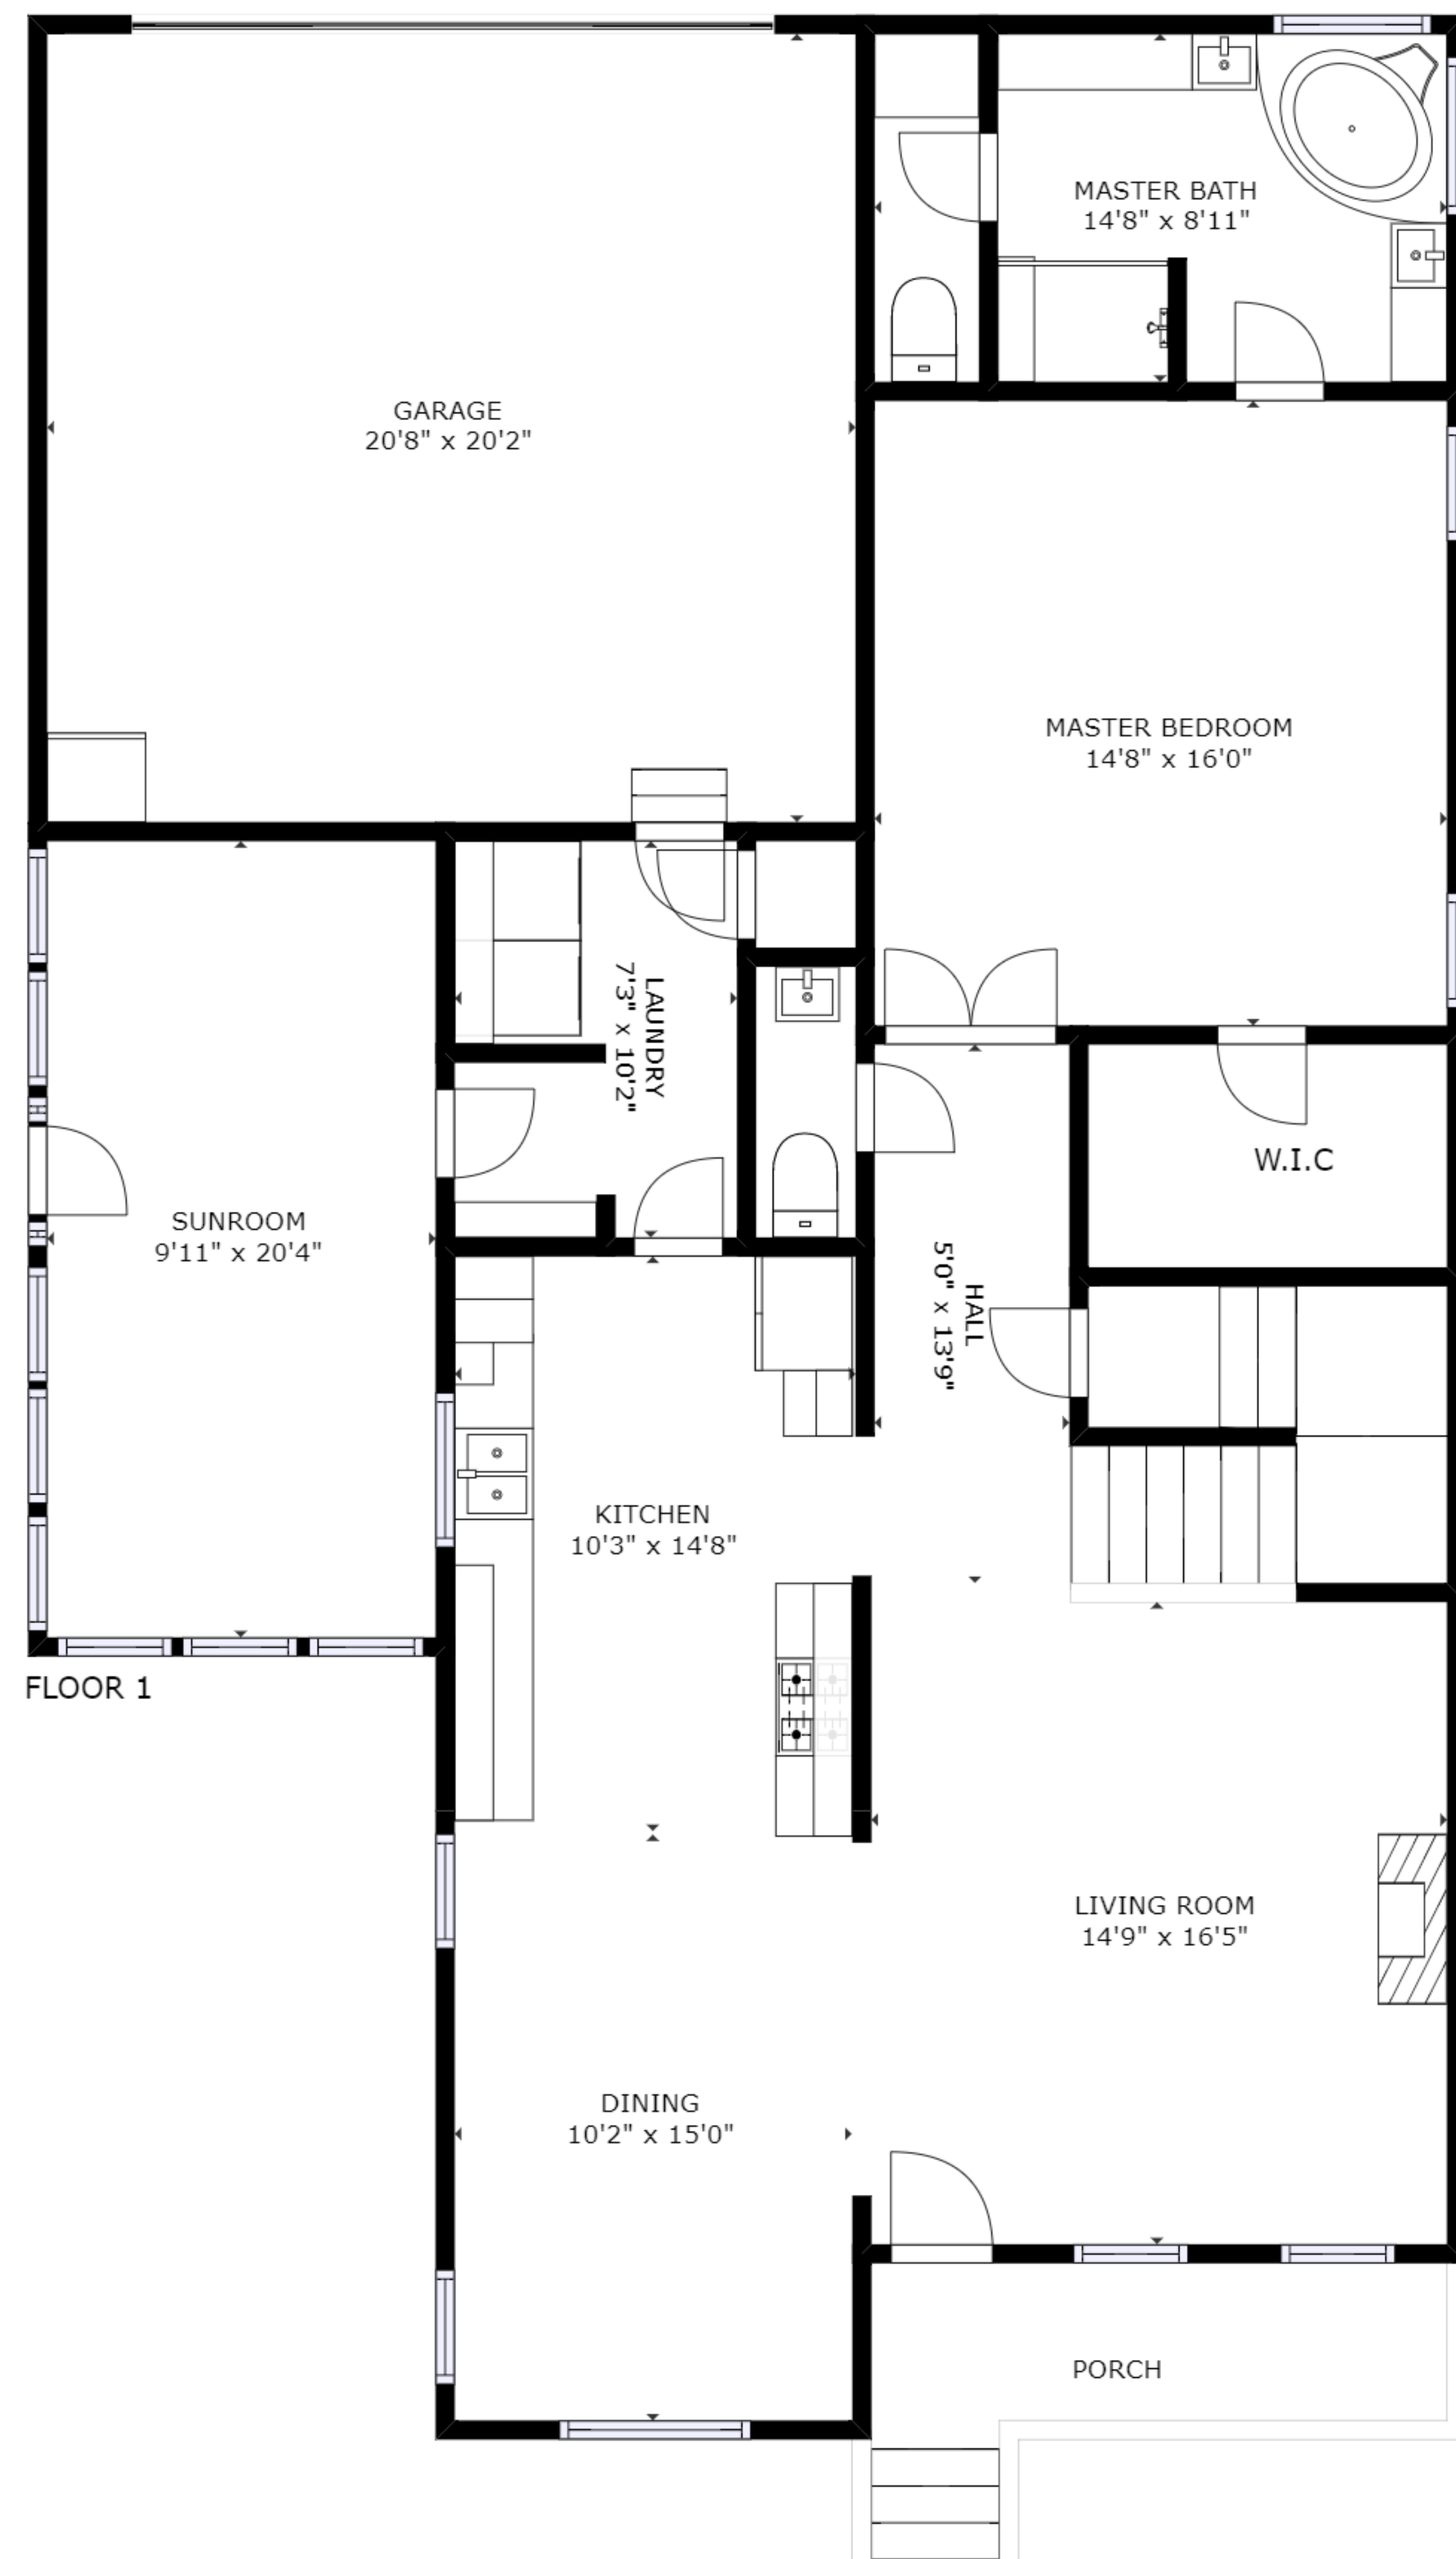 MASTER BATH
14'8" x 8'11"
GARAGE
20'8" x 20'2"
MASTER BEDROOM
14'8" x 16'0"
LAUNDRY
7'3" x 10'2"
W.I.C
SUNROOM
9'11" x 20'4"
HALL
5'0" x 13'9"
KITCHEN
10'3" x 14'8"
FLOOR 1
LIVING ROOM
14'9" x 16'5"
DINING
10'2" x 15'0"
PORCH